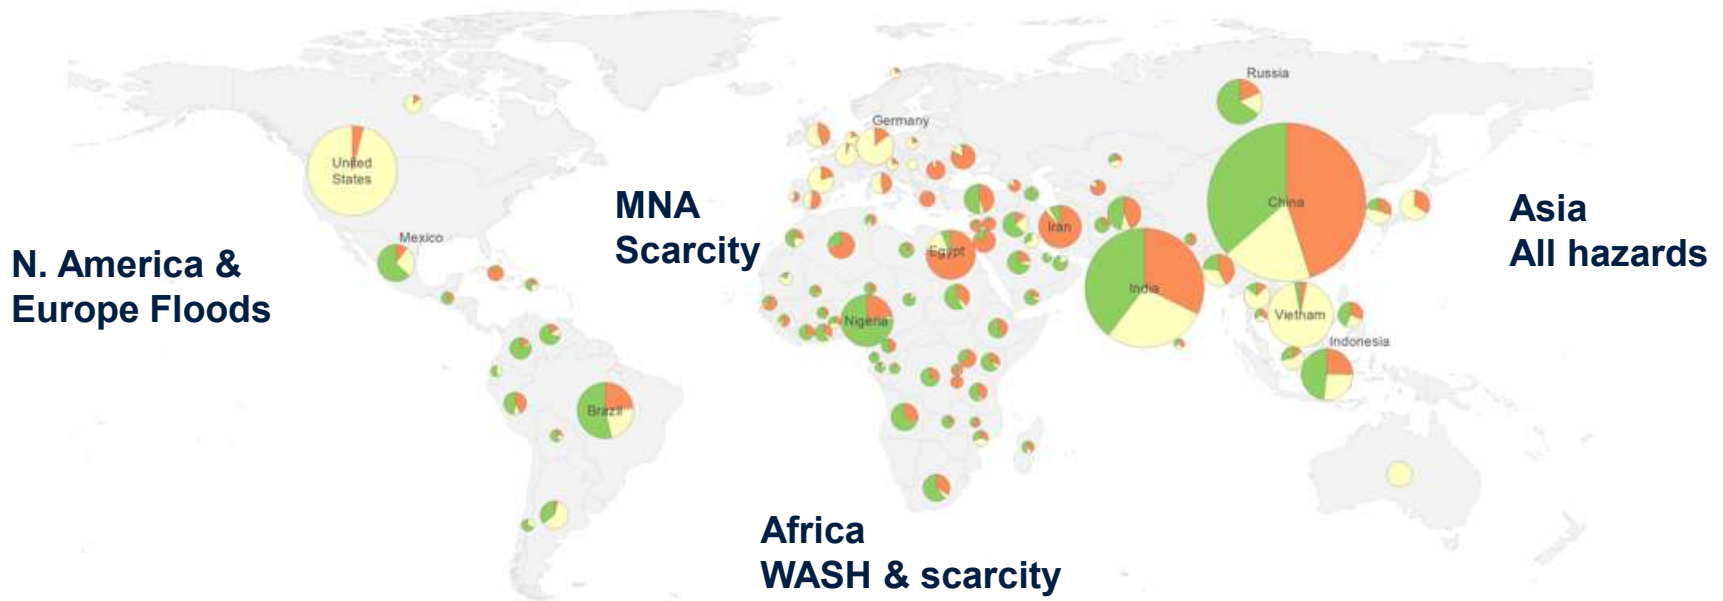 Russia
Germany
United
States
MNA
Scarcity
China
Asia
All hazards
Iran
Mexico
Egypt
N. America &
Europe Floods
India
Nigeria
Vietnam
Indonesia
Brazil
Africa
WASH & scarcity